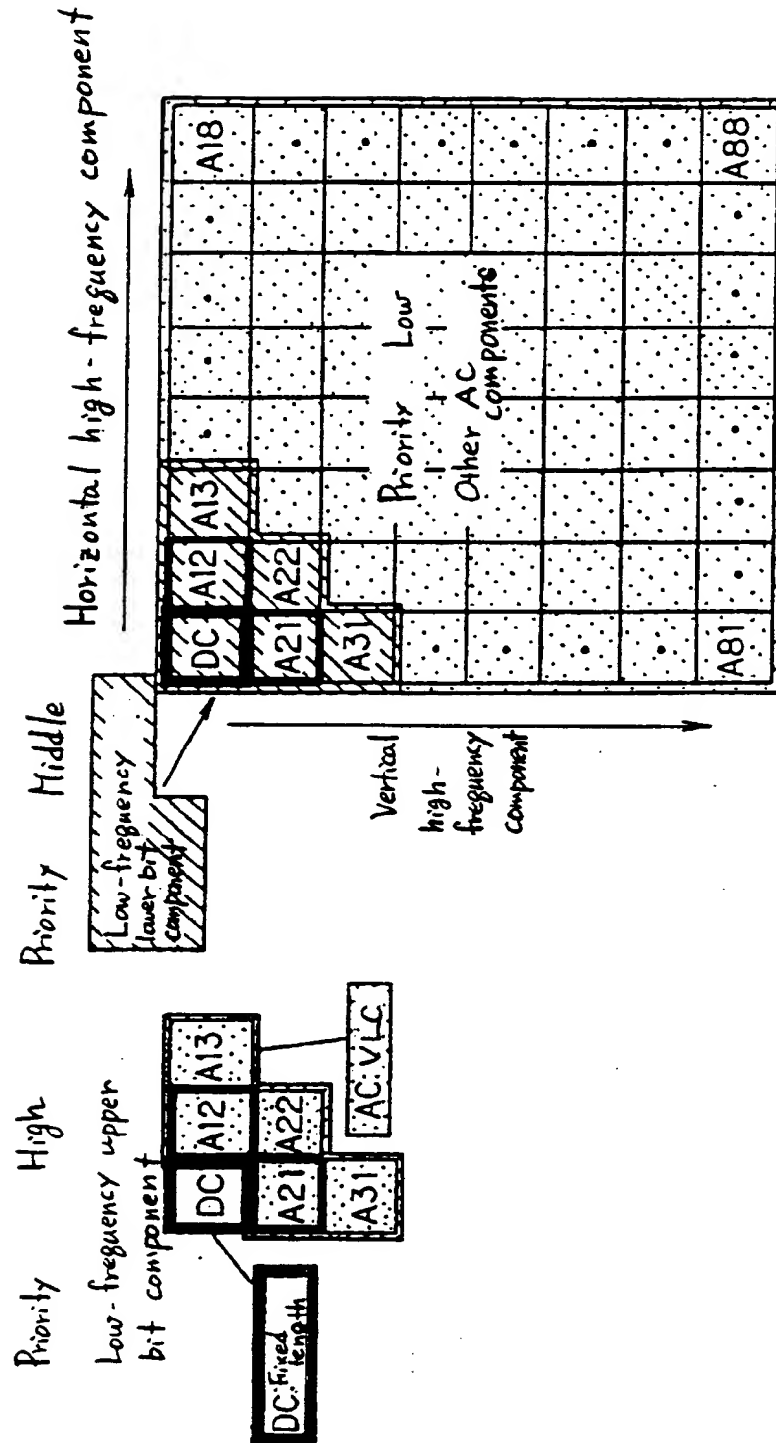 Priority High
Low-frequency upper
bit component
DC
A12
A13
A21
A22
A31
DC:Fixed
length
AC:VLC
Priority Middle
Low-frequency
lower bit
component
Horizontal high-frequency component
Vertical
high-
frequency
component
DC
A12
A13
A18
A21
A22
A31
Priority Low
Other AC
components
A81
A88